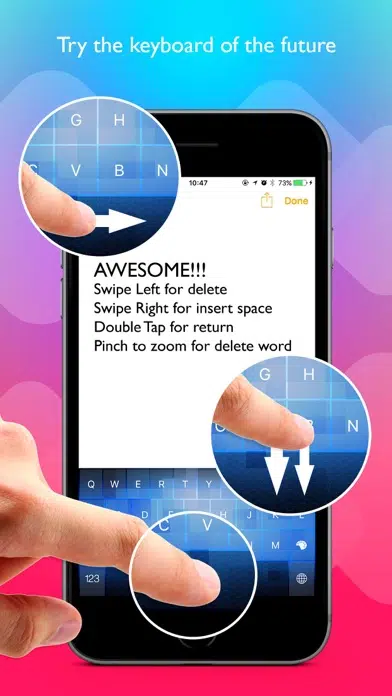 Try the keyboard of the future
G H
C V B N
10:47 73%
Done
AWESOME!!!
Swipe Left for delete
Swipe Right for insert space
Double Tap for return
Pinch to zoom for delete word
G H
C B N
Q W E R T Y
D L
C V
M
123